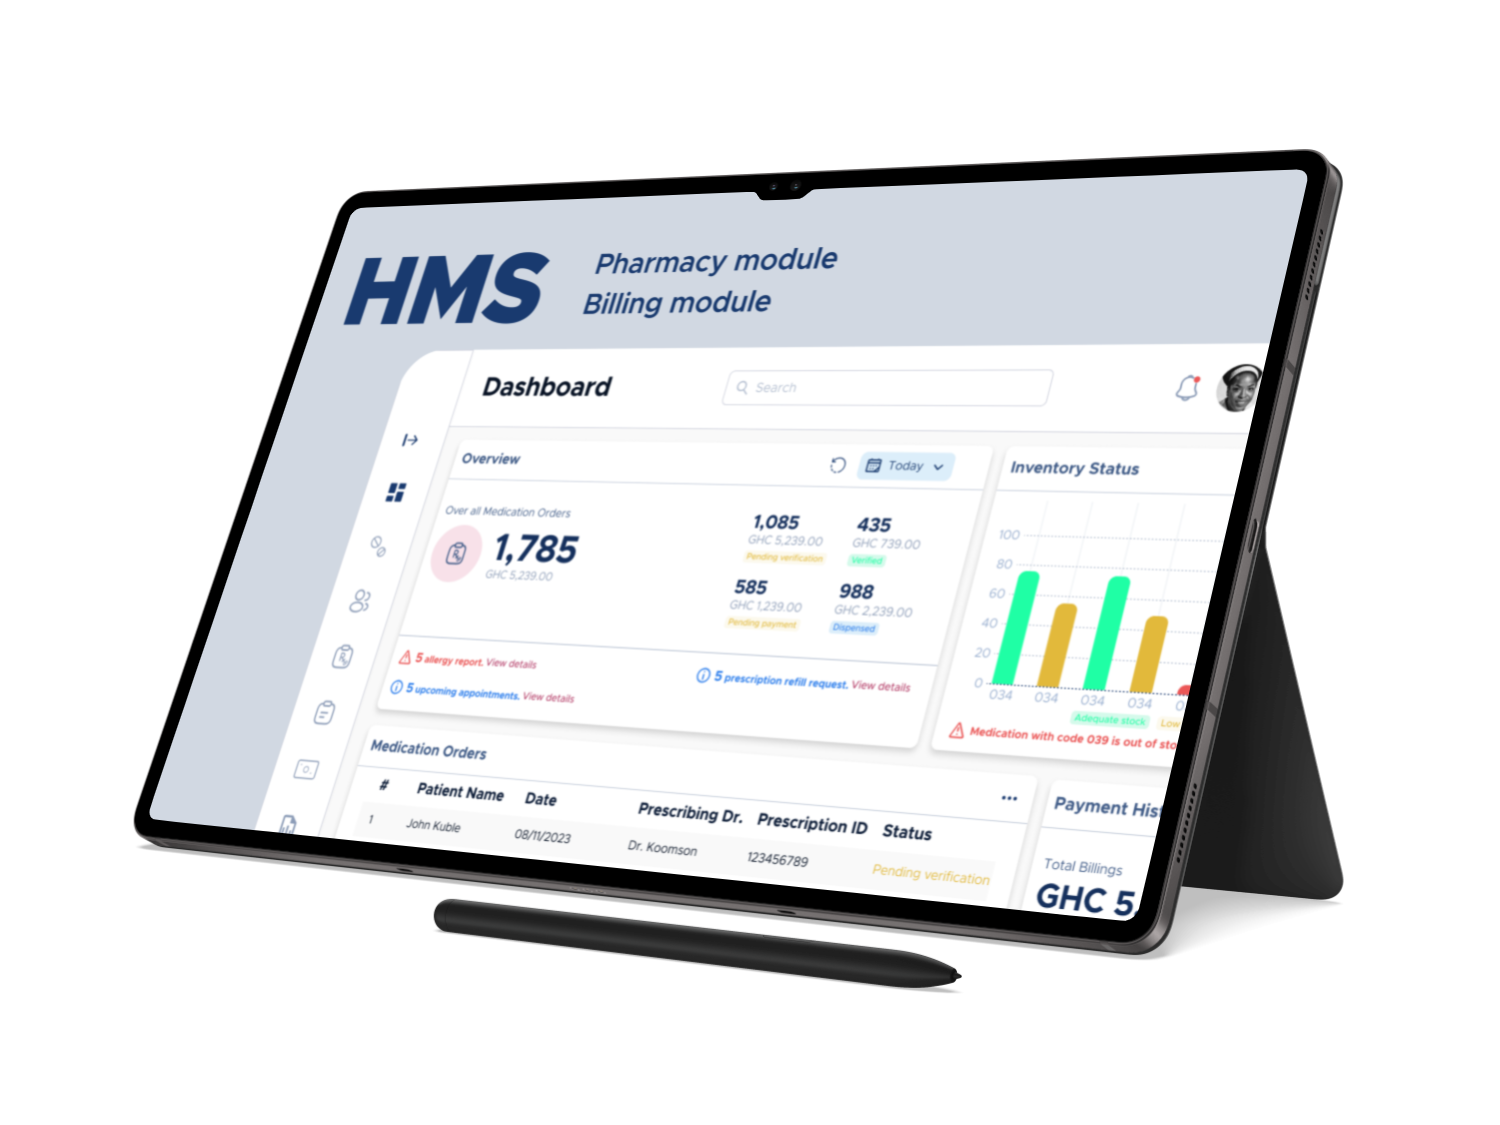 HMS
Pharmacy module
Billing module
Dashboard
Search
Overview
Today
Over all Medication Orders
1,785
GHC 5,239.00
1,085
GHC 5,239.00
Pending verification
435
GHC 739.00
Verified
585
GHC 1,239.00
Pending payment
988
GHC 2,239.00
Dispensed
5 allergy report. View details
5 upcoming appointments. View details
5 prescription refill request. View details
Inventory Status
100
80
60
40
20
0
034 034 034 034 0
Adequate stock Low
Medication with code 039 is out of sto
Medication Orders
# Patient Name Date Prescribing Dr. Prescription ID Status
1 John Kuble 08/11/2023 Dr. Koomson 123456789 Pending verification
Payment His
Total Billings
GHC 5